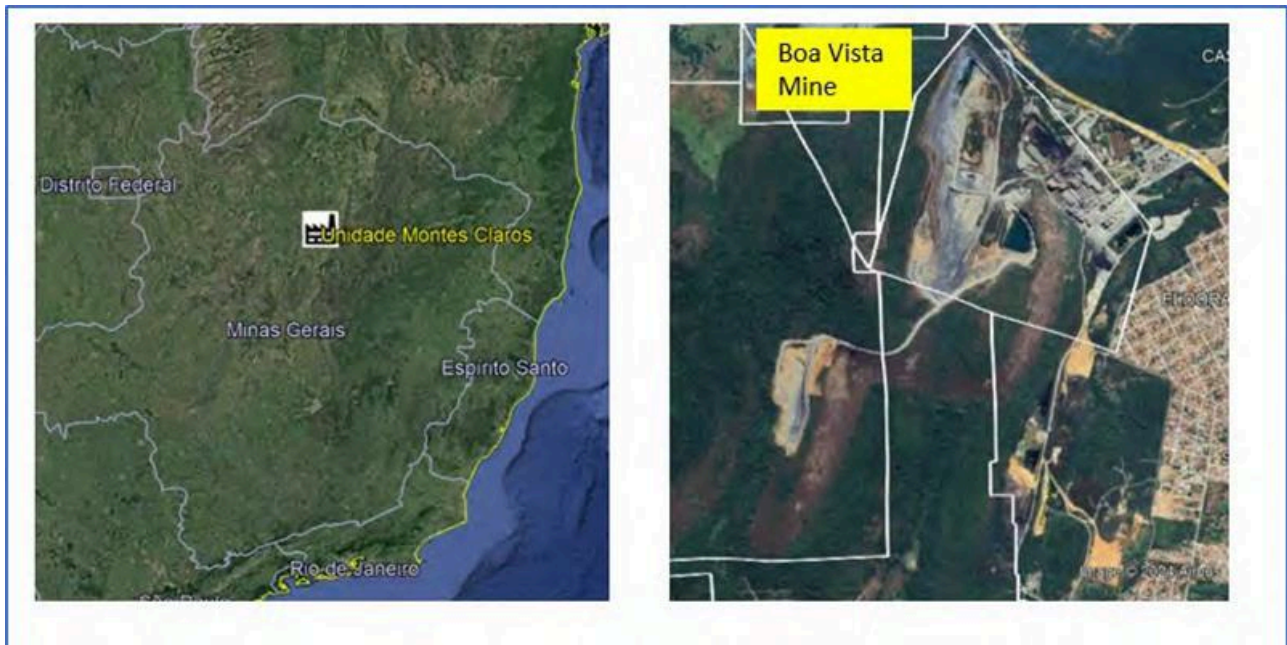 Distrito Federal
Unidade Montes Claros
Minas Gerais
Espírito Santo
Rio de Janeiro
Boa Vista
Mine